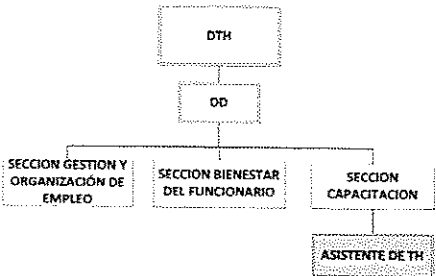 DTH
DD
SECCION GESTION Y
ORGANIZACIÓN DE
EMPLEO
SECCION BIENESTAR
DEL FUNCIONARIO
SECCION
CAPACITACION
ASISTENTE DE TH